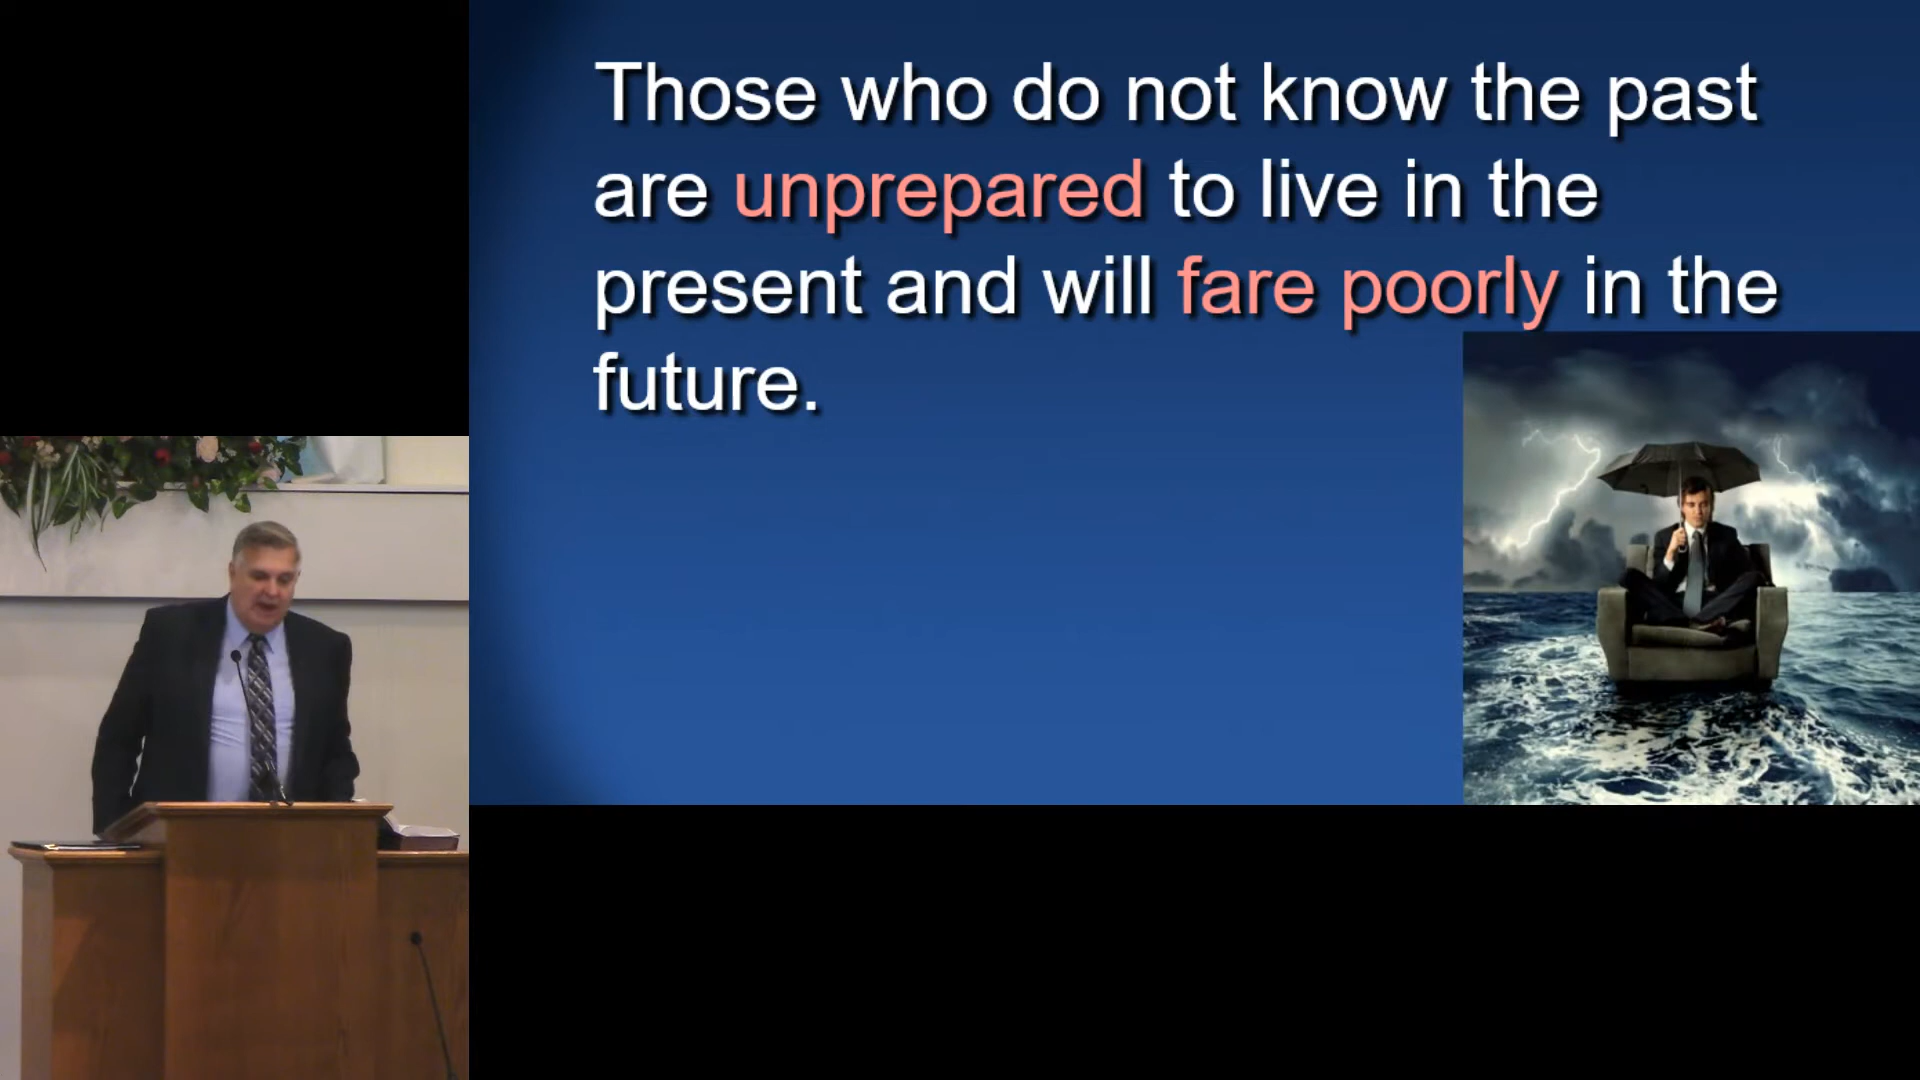 Those who do not know the past
are unprepared to live in the
present and will fare poorly in the
future.